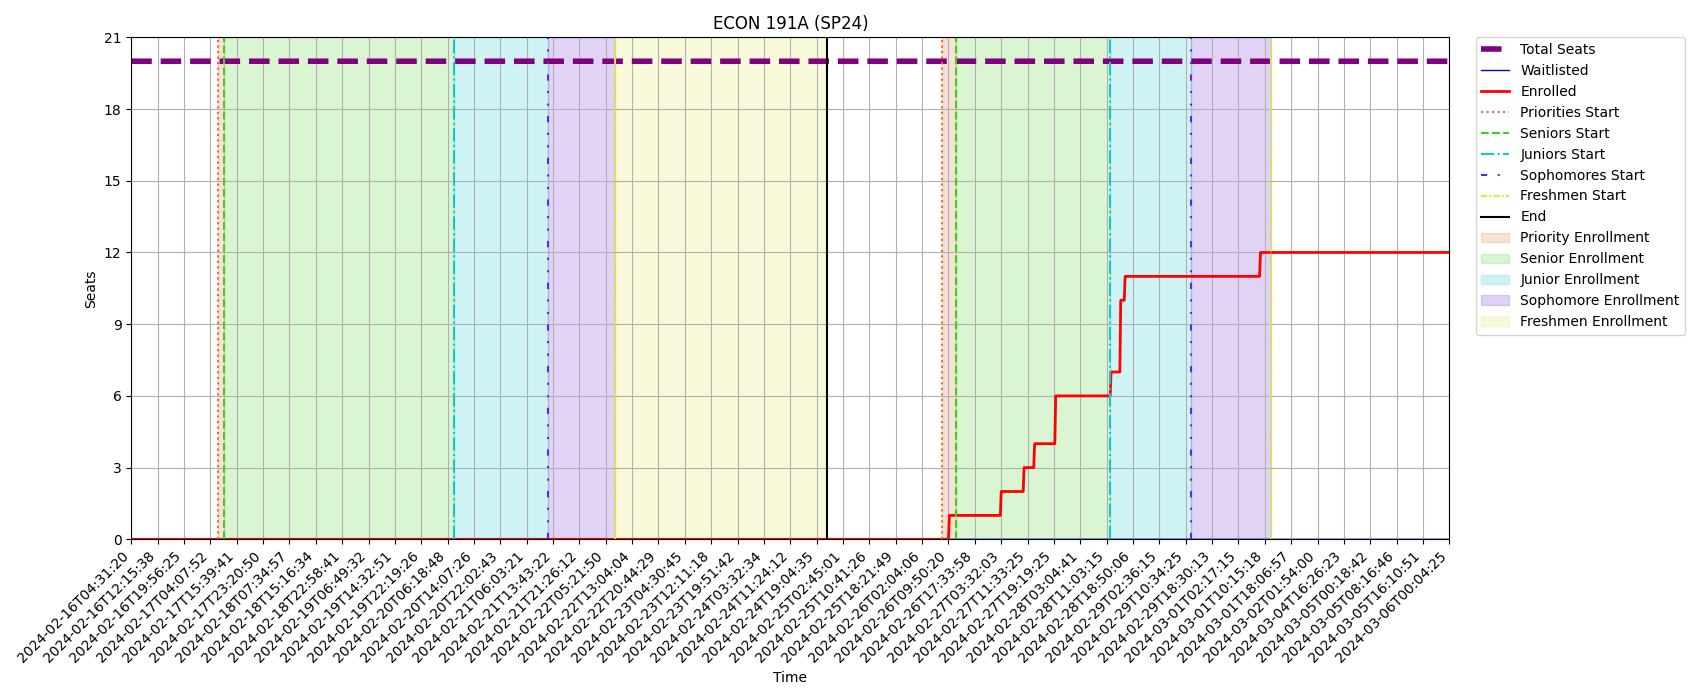 ECON 191A (SP24)
21
18
15
12
9
6
3
0
Seats
2024-02-16T04:31:20
2024-02-16T12:15:38
2024-02-16T19:56:25
2024-02-17T04:07:52
2024-02-17T15:39:41
2024-02-17T23:20:50
2024-02-18T07:34:57
2024-02-18T15:16:34
2024-02-18T22:58:41
2024-02-19T06:49:32
2024-02-19T14:32:51
2024-02-19T22:19:26
2024-02-20T06:18:48
2024-02-20T14:07:26
2024-02-20T22:02:43
2024-02-21T06:03:21
2024-02-21T13:43:22
2024-02-21T21:26:12
2024-02-22T05:21:50
2024-02-22T13:04:04
2024-02-22T20:44:29
2024-02-23T04:30:45
2024-02-23T12:11:18
2024-02-23T19:51:42
2024-02-24T03:32:34
2024-02-24T11:24:12
2024-02-24T19:04:35
2024-02-25T02:45:01
2024-02-25T10:41:26
2024-02-25T18:21:49
2024-02-26T02:04:06
2024-02-26T09:50:20
2024-02-26T17:33:58
2024-02-27T03:32:03
2024-02-27T11:33:25
2024-02-27T19:19:25
2024-02-28T03:04:41
2024-02-28T11:03:15
2024-02-28T18:50:06
2024-02-29T02:36:15
2024-02-29T10:34:25
2024-02-29T18:30:13
2024-03-01T02:17:15
2024-03-01T10:15:18
2024-03-01T18:06:57
2024-03-02T01:54:00
2024-03-04T16:26:23
2024-03-05T00:18:42
2024-03-05T08:16:46
2024-03-05T16:10:51
2024-03-06T00:04:25
Time
Total Seats
Waitlisted
Enrolled
Priorities Start
Seniors Start
Juniors Start
Sophomores Start
Freshmen Start
End
Priority Enrollment
Senior Enrollment
Junior Enrollment
Sophomore Enrollment
Freshmen Enrollment